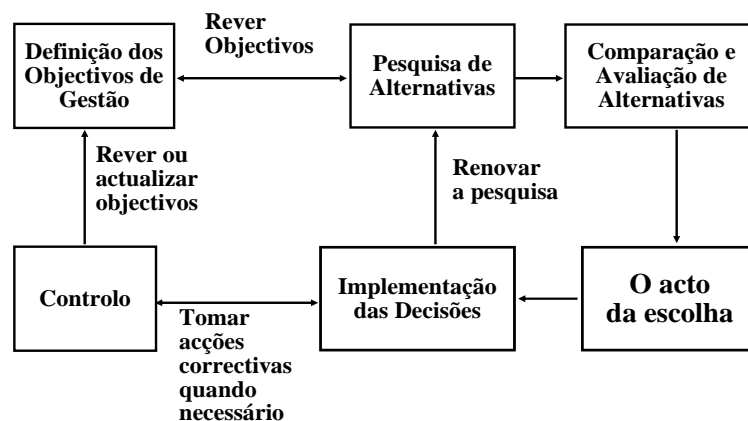 Rever
Objectivos
Definição dos
Objectivos de
Gestão
Pesquisa de
Alternativas
Comparação e
Avaliação de
Alternativas
Rever ou
actualizar
objectivos
Renovar
a pesquisa
Controlo
Implementação
das Decisões
O acto
da escolha
Tomar
acções
correctivas
quando
necessário